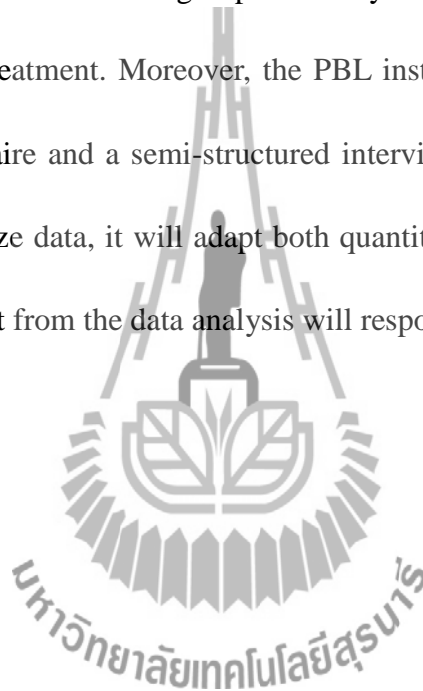 eatment. Moreover, the PBL inst
ire and a semi-structured intervi
ze data, it will adapt both quantit
t from the data analysis will respo
มหาวิทยาลัยเทคโนโลยีสุรนารี